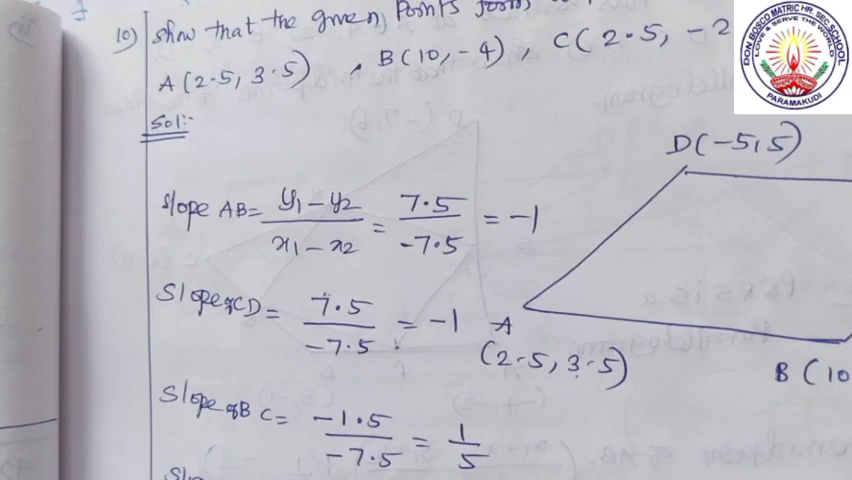 10) Show that the given Points form
A(2.5, 3.5) , B(10, -4) , C(2.5, -2
Sol:-
Slope AB = y1 - y2 / x1 - x2 = 7.5 / -7.5 = -1
Slope of CD = 7.5 / -7.5 = -1
Slope of BC = -1.5 / -7.5 = 1 / 5
D(-5, 5)
A
(2.5, 3.5)
B (10
DON BOSCO MATRIC HR. SEC. SCHOOL
LOVE & SERVE THE WORLD
PARAMAKUDI